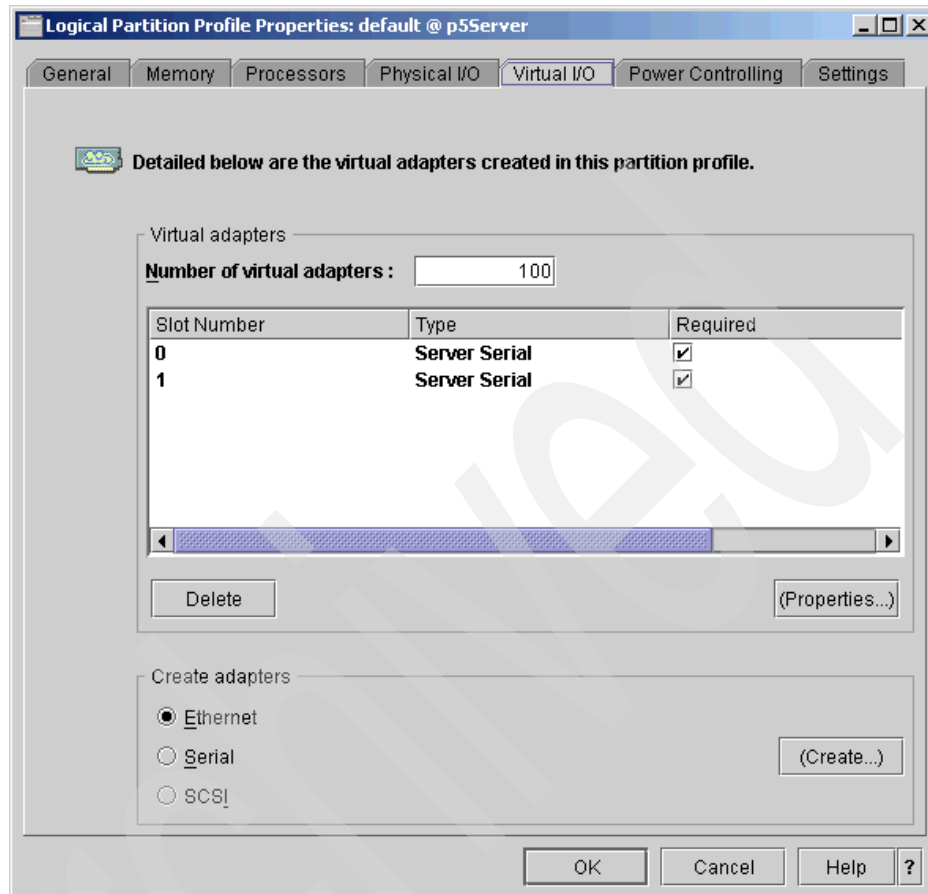 Logical Partition Profile Properties: default @ p5Server
General Memory Processors Physical I/O Virtual I/O Power Controlling Settings
Detailed below are the virtual adapters created in this partition profile.
Virtual adapters
Number of virtual adapters : 100
Slot Number Type Required
0 Server Serial
1 Server Serial
Delete (Properties...)
Create adapters
Ethernet
Serial (Create...)
SCSI
OK Cancel Help ?